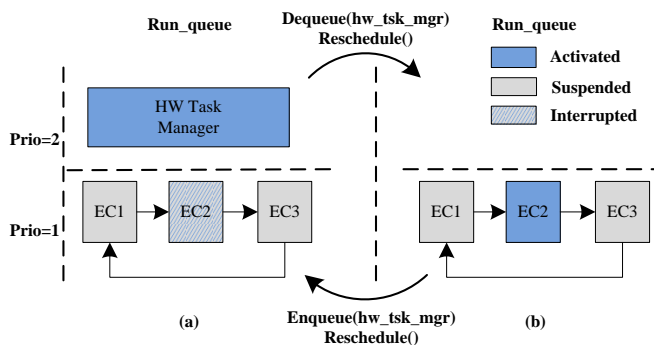 Run_queue
Dequeue(hw_tsk_mgr)
Reschedule()
Run_queue
Activated
Suspended
Interrupted
HW Task
Manager
Prio=2
EC1
EC2
EC3
EC1
EC2
EC3
Prio=1
(a)
Enqueue(hw_tsk_mgr)
Reschedule()
(b)